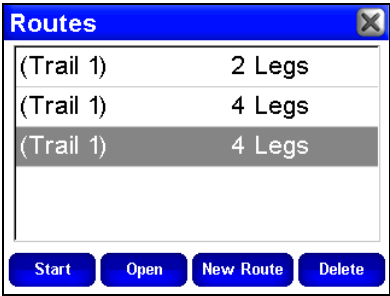 Routes
(Trail 1) 2 Legs
(Trail 1) 4 Legs
(Trail 1) 4 Legs
Start Open New Route Delete